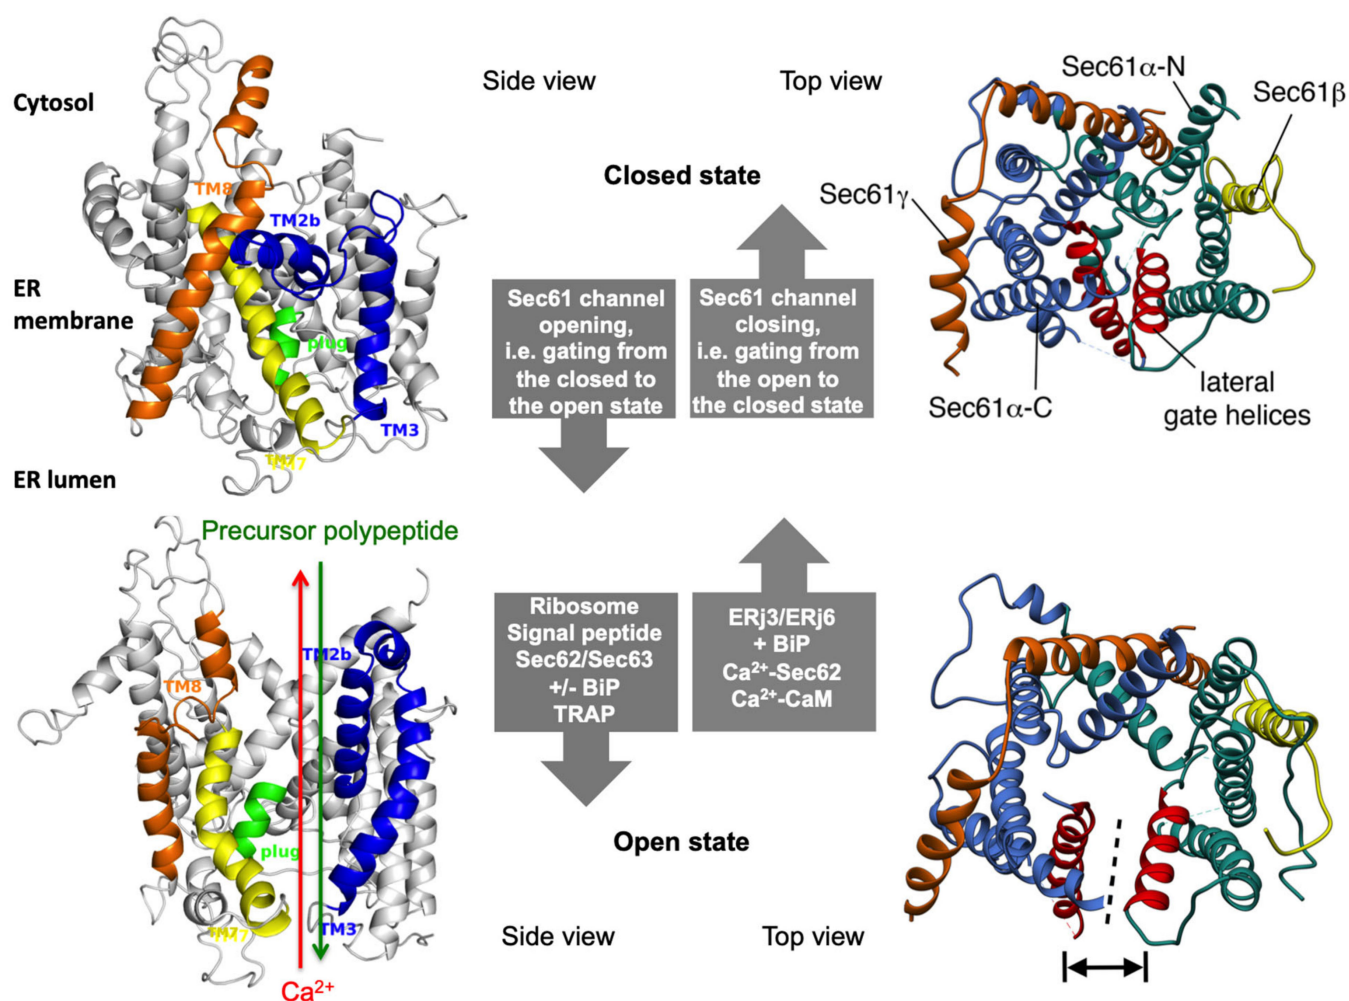 Cytosol
ER
membrane
ER lumen
TM8
TM2b
plug
TM3
TM7
Side view
Top view
Closed state
Sec61 channel
opening,
i.e. gating from
the closed to
the open state
Sec61 channel
closing,
i.e. gating from
the open to
the closed state
Sec61α-N
Sec61β
Sec61γ
Sec61α-C
lateral
gate helices
Precursor polypeptide
TM2b
TM8
plug
TM3
TM7
Ca²⁺
Ribosome
Signal peptide
Sec62/Sec63
+/- BiP
TRAP
ERj3/ERj6
+ BiP
Ca²⁺-Sec62
Ca²⁺-CaM
Open state
Side view
Top view